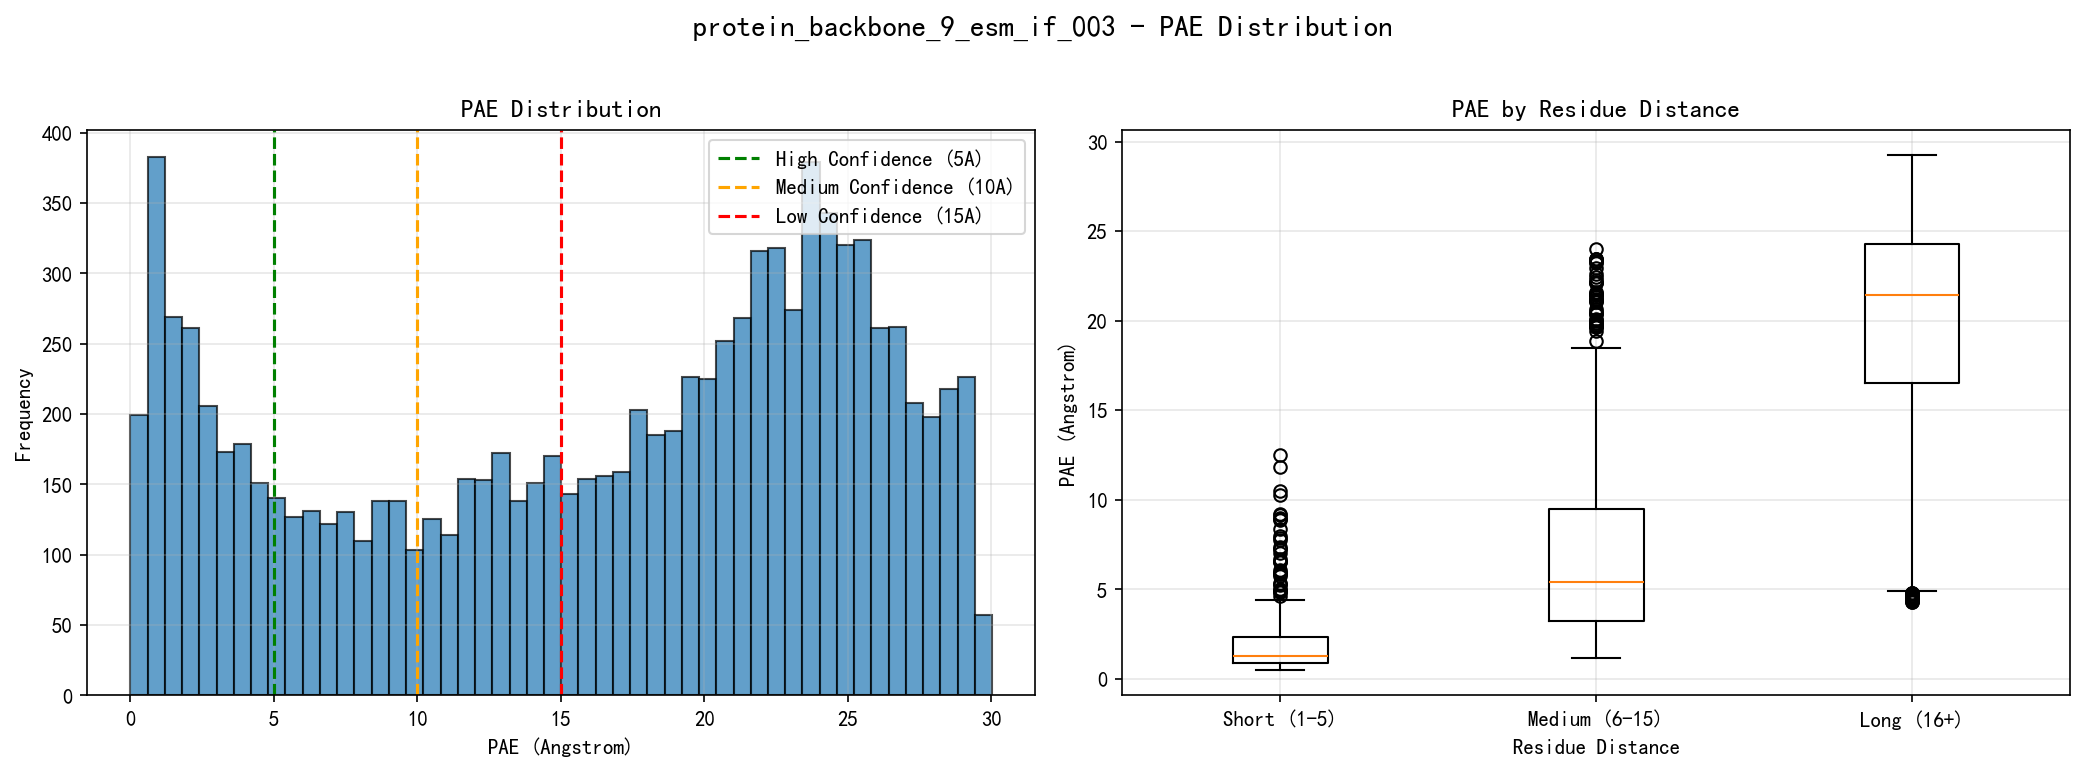 protein_backbone_9_esm_if_003 - PAE Distribution
PAE Distribution
400
350
300
250
200
150
100
50
0
Frequency
0 5 10 15 20 25 30
PAE (Angstrom)
High Confidence (5A)
Medium Confidence (10A)
Low Confidence (15A)
PAE by Residue Distance
30
25
20
15
10
5
0
PAE (Angstrom)
Short (1-5) Medium (6-15) Long (16+)
Residue Distance